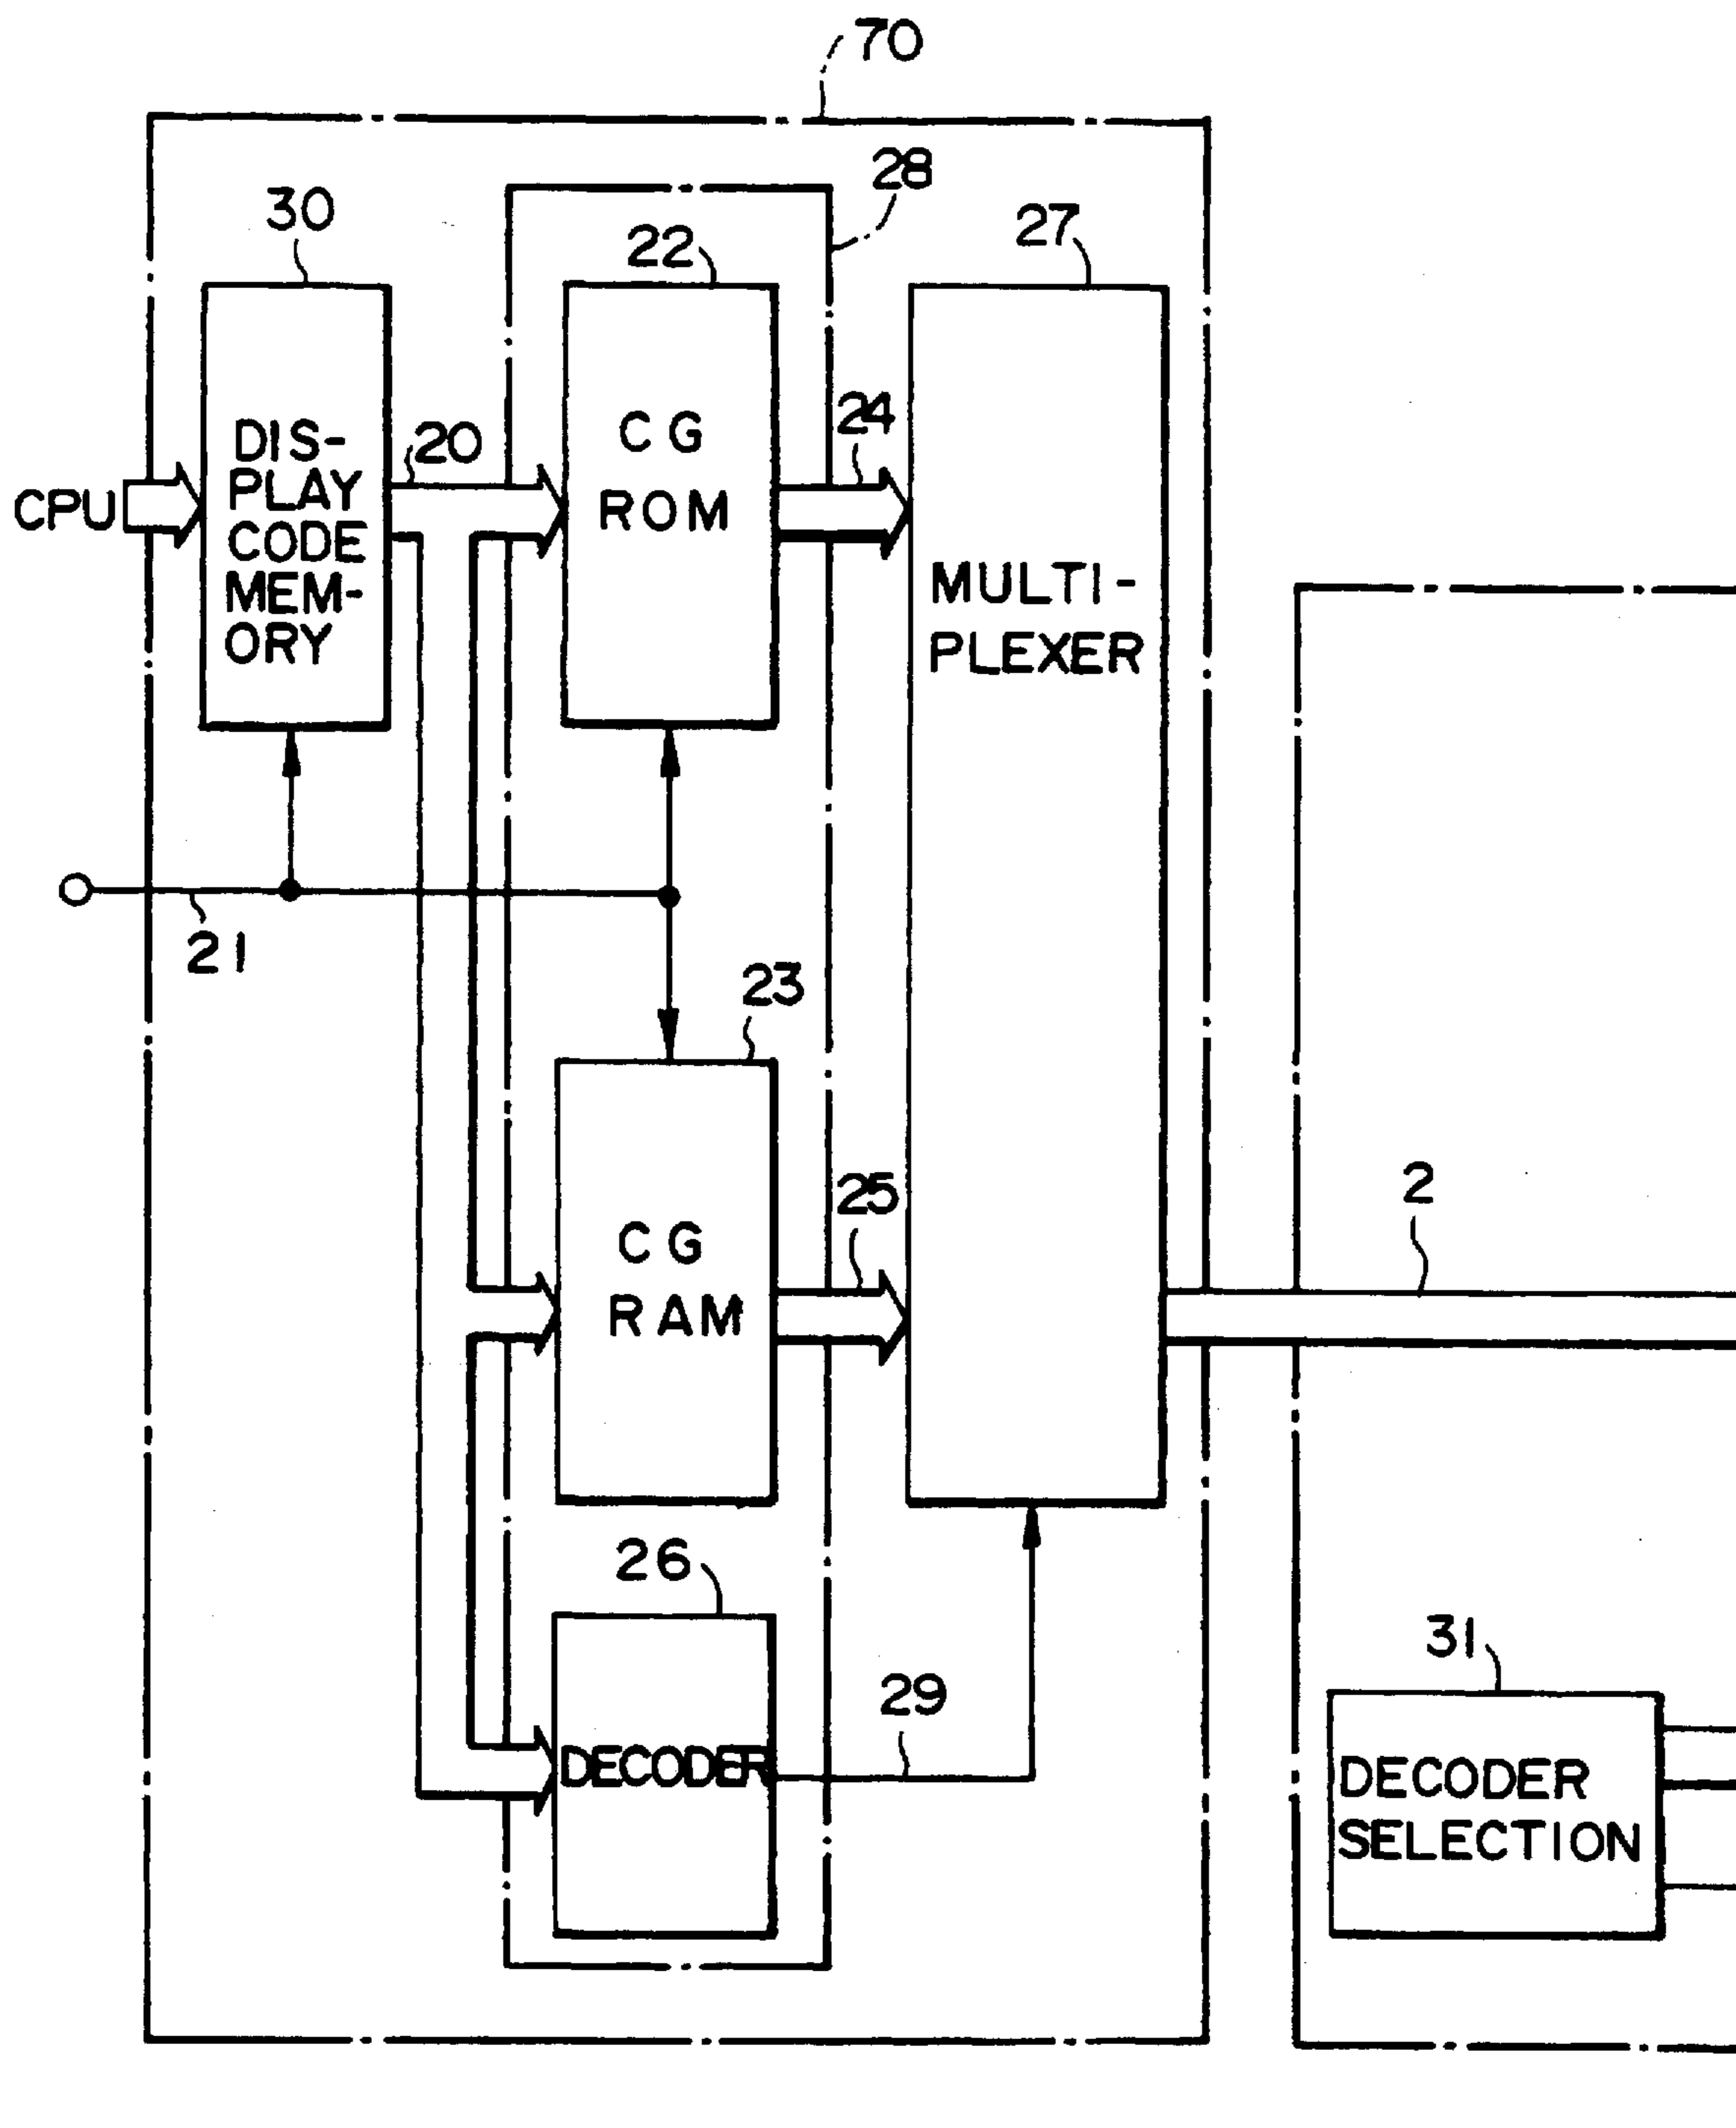 70
28
30
22
27
CG
ROM
24
DIS-
PLAY
CODE
MEM-
ORY
20
CPU
MULTI-
PLEXER
21
23
CG
RAM
25
2
26
DECODER
29
31
DECODER
SELECTION